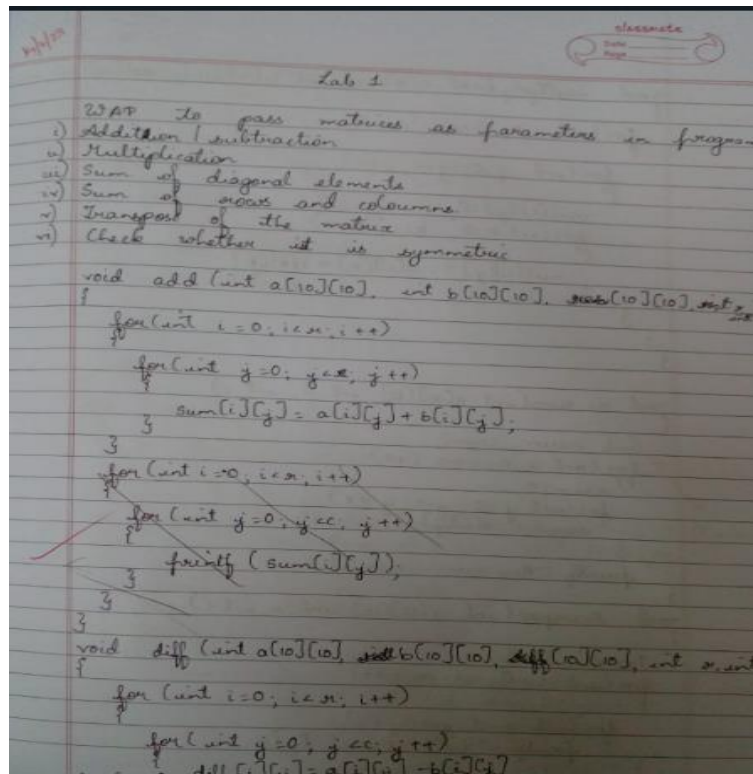 classmate
Date
Page
Lab 1
WAP to pass matrices as parameters in program
i) Addition / subtraction
ii) Multiplication
iii) Sum of diagonal elements
iv) Sum of rows and coloumns
v) Transpost of the matrix
vi) Check whether it is symmetric
void add (int a[10][10], int b[10][10], [10][10], int
{
for (int i=0; i<r; i++)
{
for (int j=0; j< ; j++)
{
sum[i][j] = a[i][j] + b[i][j];
}
}
for (int i=0; i<r; i++)
{
for (int j=0; j<c; j++)
{
printf (sum[i][j]);
}
}
}
void diff (int a[10][10], b[10][10], diff[10][10], int r, int
{
for (int i=0; i<r; i++)
{
for (int j=0; j<c; j++)
{ diff[i][j] = a[i][j] - b[i][j]